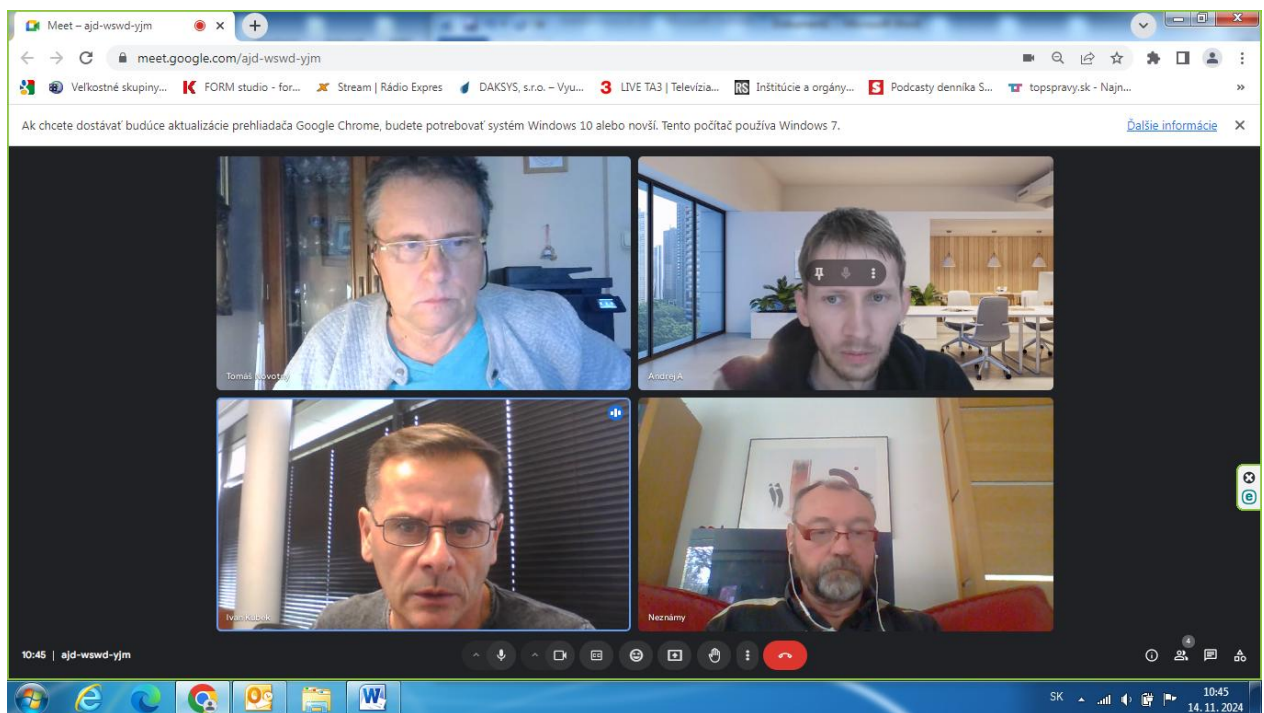 Meet – ajd-wswd-yjm
meet.google.com/ajd-wswd-yjm
Veľkostné skupiny... FORM studio - for... Stream | Rádio Expres DAKSYS, s.r.o. – Vyu... LIVE TA3 | Televízia... Inštitúcie a orgány... Podcasty denníka S... topspravy.sk - Najn...
Ak chcete dostávať budúce aktualizácie prehliadača Google Chrome, budete potrebovať systém Windows 10 alebo novší. Tento počítač používa Windows 7. Ďalšie informácie
Tomáš Novotný
Andrej A
Ivan Kubek
Neznámy
10:45 | ajd-wswd-yjm
4
SK
10:45
14. 11. 2024